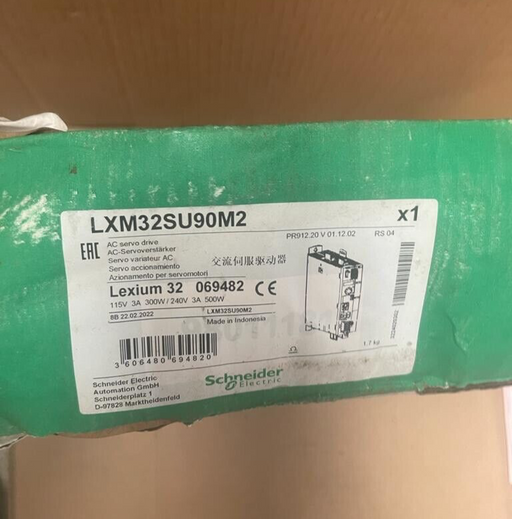 LXM32SU90M2
x1
PR912.20 V 01.12.02 RS 04
EAC
AC servo drive
AC-Servoverstärker
Servo variateur AC
Servo accionamiento
Azionamento per servomotori
交流伺服驱动器
Lexium 32 069482 CE
115V 3A 300W/240V 3A 500W
8B 22.02.2022
LXM32SU90M2
Made in Indonesia
3 606480 694820
1,7 kg
Schneider Electric
Automation GmbH
Schneiderplatz 1
D-97828 Marktheidenfeld
Schneider
Electric